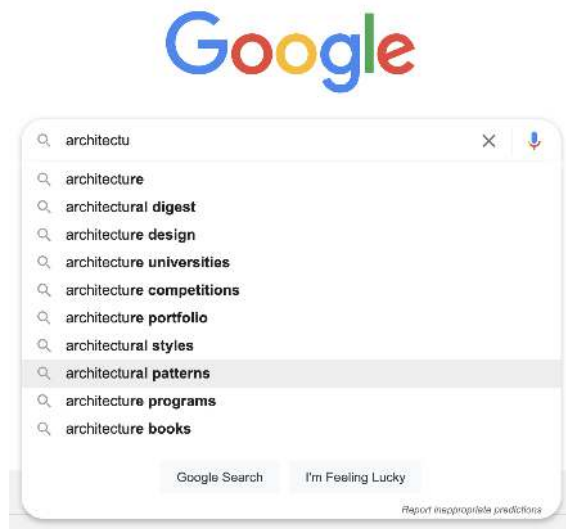 Google
architectu
architecture
architectural digest
architecture design
architecture universities
architecture competitions
architecture portfolio
architectural styles
architectural patterns
architecture programs
architecture books
Google Search I'm Feeling Lucky
Report inappropriate predictions